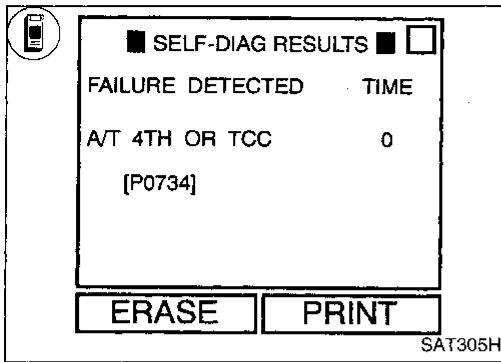 SELF-DIAG RESULTS
FAILURE DETECTED TIME
A/T 4TH OR TCC 0
[P0734]
ERASE PRINT
SAT305H